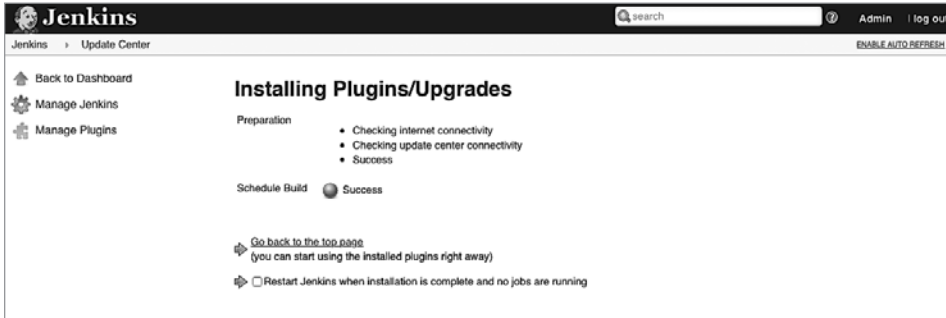 Jenkins
search
Admin
log out
Jenkins › Update Center
ENABLE AUTO REFRESH
Back to Dashboard
Manage Jenkins
Manage Plugins
Installing Plugins/Upgrades
Preparation
• Checking internet connectivity
• Checking update center connectivity
• Success
Schedule Build Success
Go back to the top page
(you can start using the installed plugins right away)
Restart Jenkins when installation is complete and no jobs are running